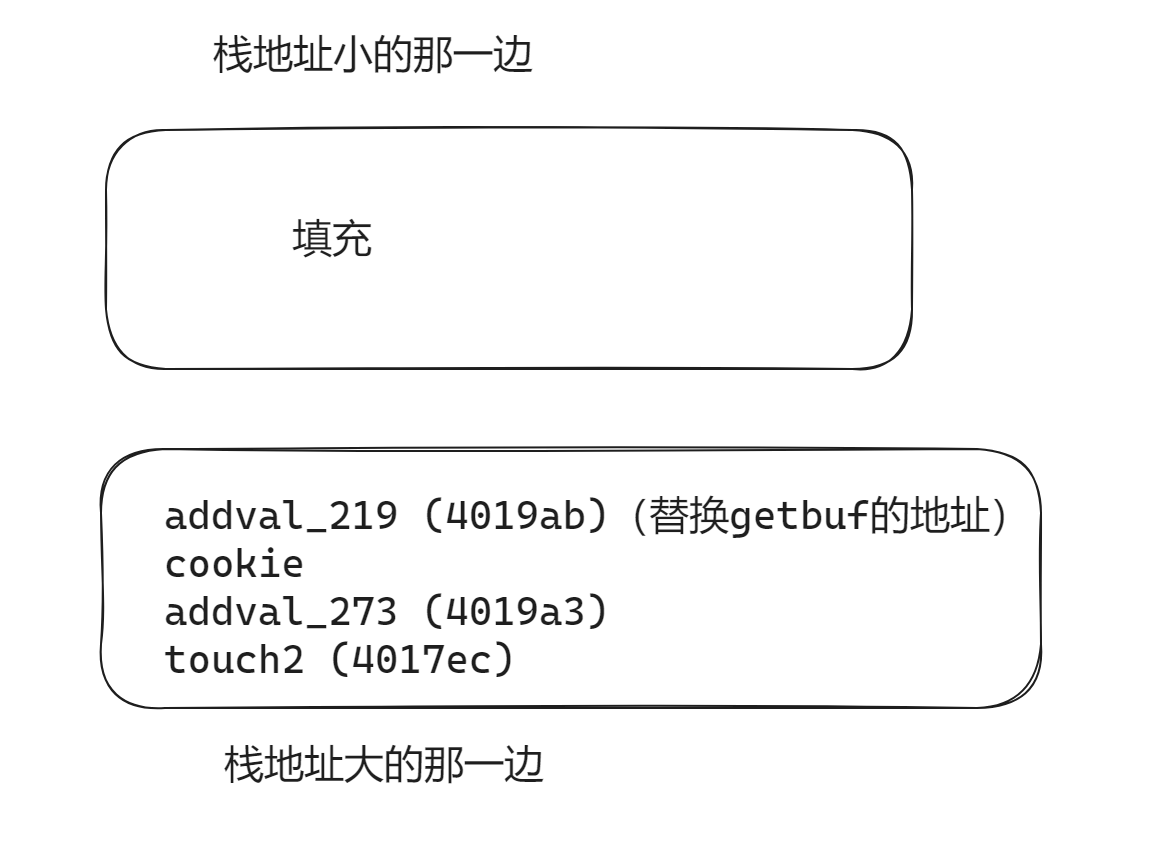 栈地址小的那一边
填充
addval_219 (4019ab)（替换getbuf的地址）
cookie
addval_273 (4019a3)
touch2 (4017ec)
栈地址大的那一边